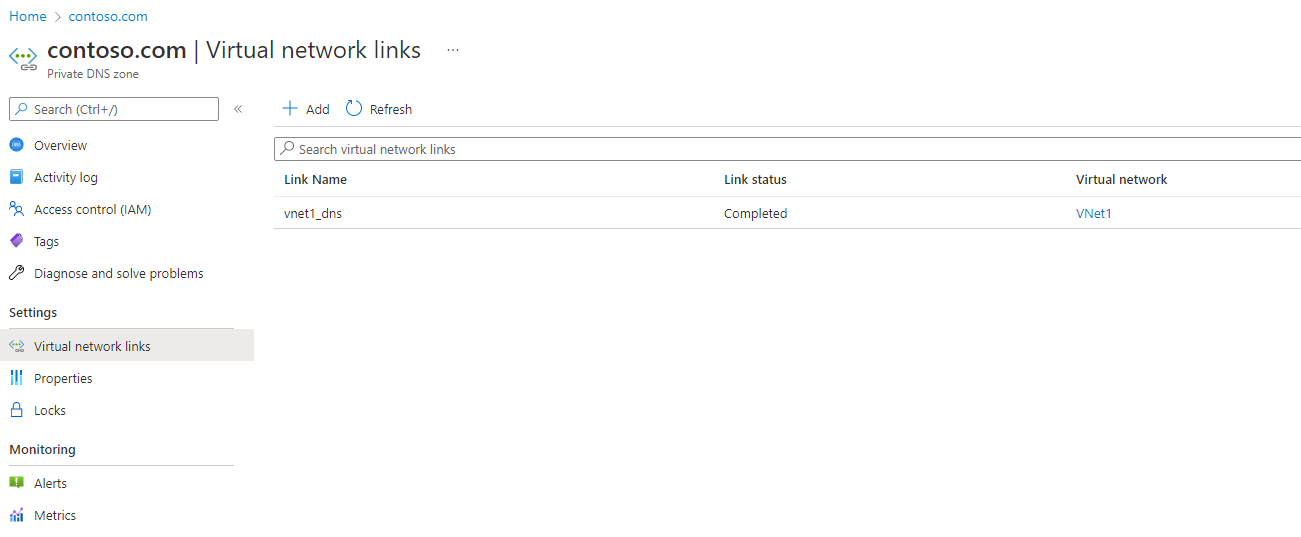 Home > contoso.com
contoso.com | Virtual network links ...
Private DNS zone
Search (Ctrl+/) «
Overview
Activity log
Access control (IAM)
Tags
Diagnose and solve problems
Settings
Virtual network links
Properties
Locks
Monitoring
Alerts
Metrics
+ Add Refresh
Search virtual network links
Link Name Link status Virtual network
vnet1_dns Completed VNet1